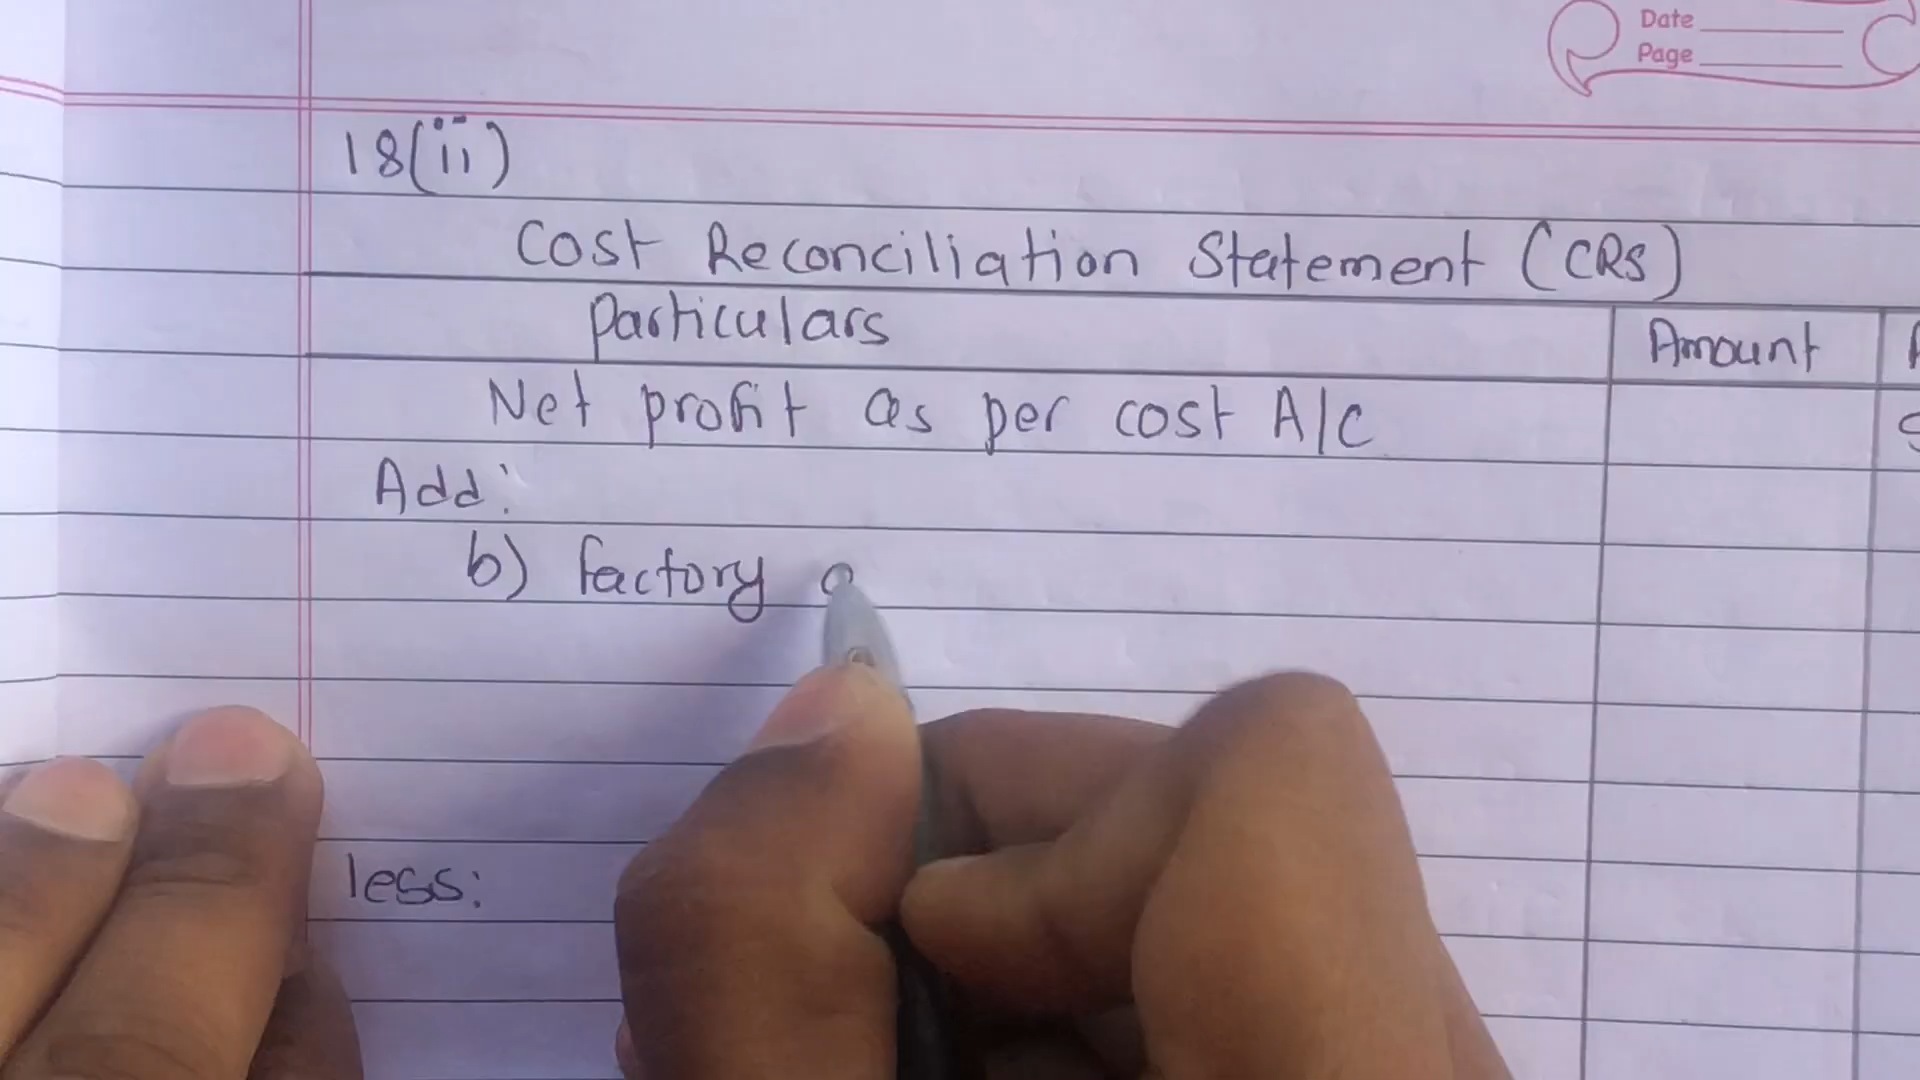 Date
Page
18(ii)
Cost Reconciliation Statement (CRS)
Particulars Amount
Net profit as per cost A/C
Add:
b) factory o
less: